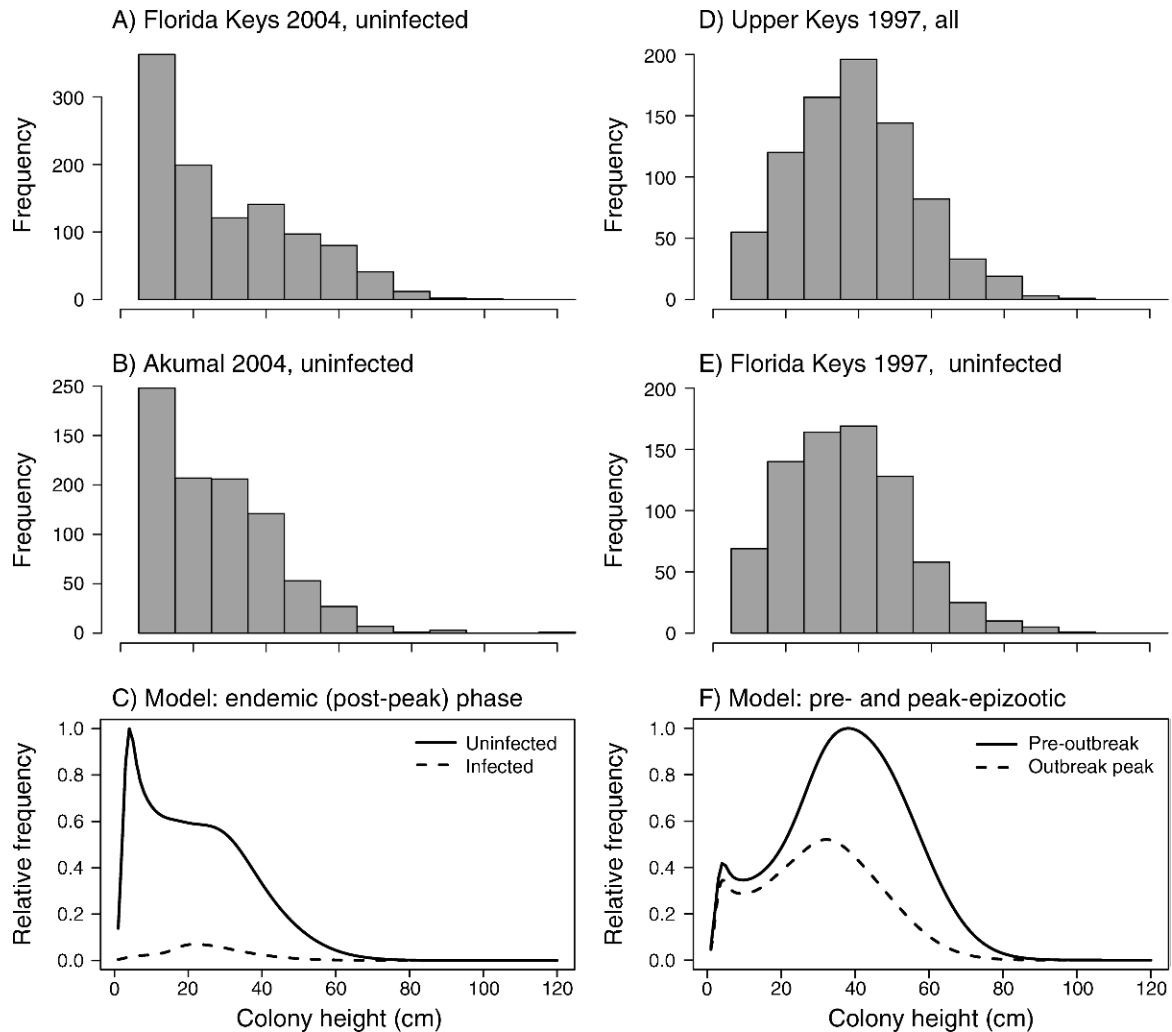 A) Florida Keys 2004, uninfected
Frequency
300
200
100
0
D) Upper Keys 1997, all
Frequency
200
150
100
50
0
B) Akumal 2004, uninfected
Frequency
250
150
200
100
50
0
E) Florida Keys 1997, uninfected
Frequency
200
150
100
50
0
C) Model: endemic (post-peak) phase
Relative frequency
1.0
0.8
0.6
0.4
0.2
0.0
Uninfected
Infected
0 20 40 60 80 100 120
Colony height (cm)
F) Model: pre- and peak-epizootic
Relative frequency
1.0
0.8
0.6
0.4
0.2
0.0
Pre-outbreak
Outbreak peak
0 20 40 60 80 100 120
Colony height (cm)